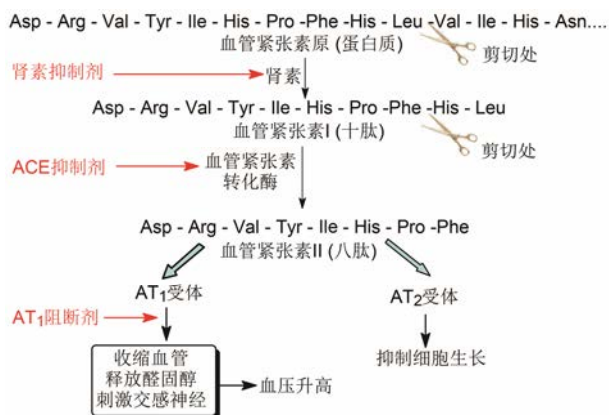 Asp - Arg - Val - Tyr - Ile - His - Pro -Phe -His - Leu -Val - Ile - His - Asn....
血管紧张素原 (蛋白质)
剪切处
肾素抑制剂
肾素
Asp - Arg - Val - Tyr - Ile - His - Pro -Phe -His - Leu
血管紧张素I (十肽)
剪切处
ACE抑制剂
血管紧张素
转化酶
Asp - Arg - Val - Tyr - Ile - His - Pro -Phe
血管紧张素II (八肽)
AT1受体
AT2受体
AT1阻断剂
收缩血管
释放醛固醇
刺激交感神经
血压升高
抑制细胞生长